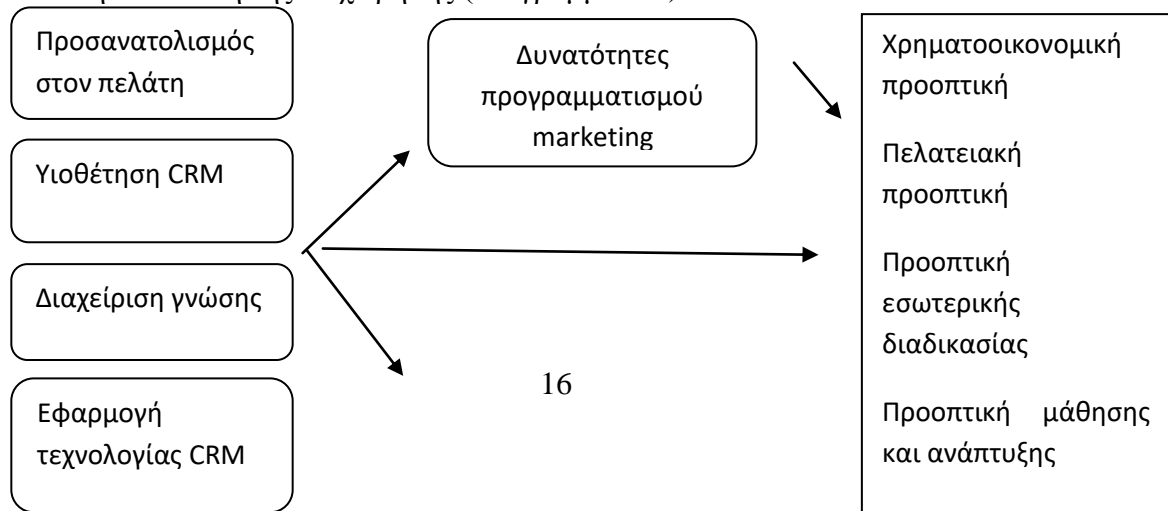 Προσανατολισμός
στον πελάτη
Υιοθέτηση CRM
Διαχείριση γνώσης
Εφαρμογή
τεχνολογίας CRM
Δυνατότητες
προγραμματισμού
marketing
16
Χρηματοοικονομική
προοπτική
Πελατειακή
προοπτική
Προοπτική
εσωτερικής
διαδικασίας
Προοπτική μάθησης
και ανάπτυξης